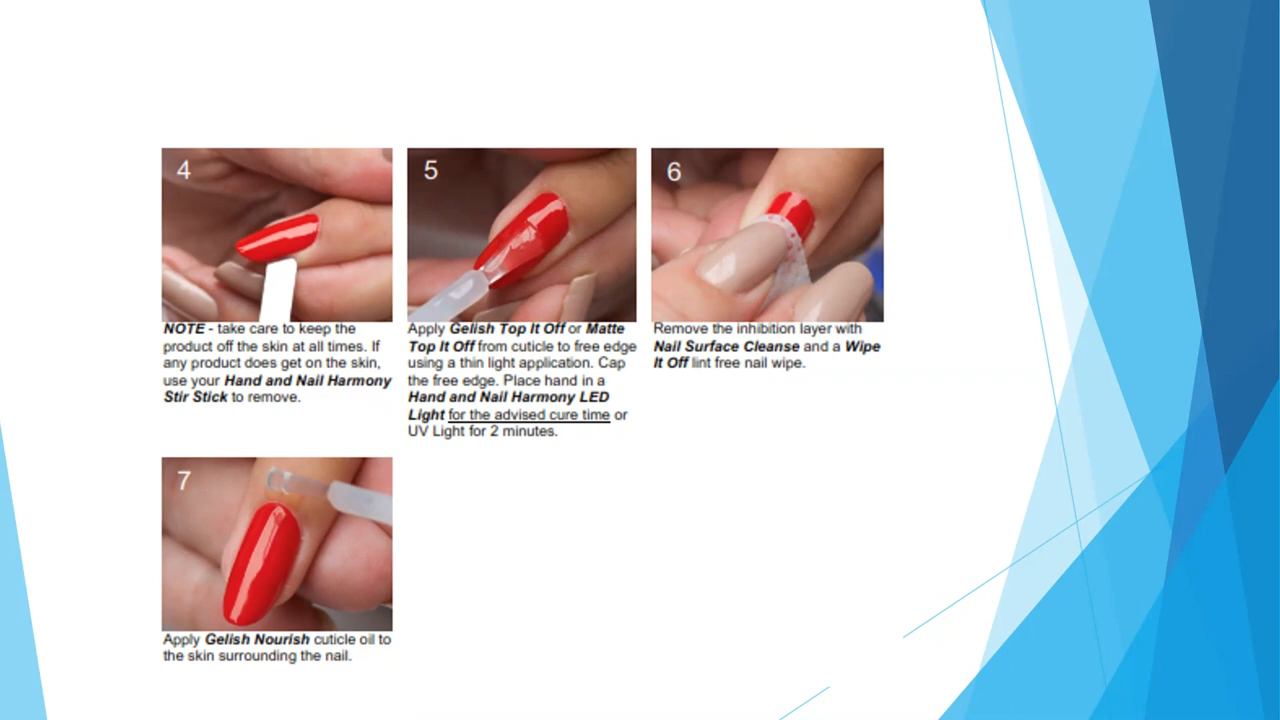 4
NOTE - take care to keep the
product off the skin at all times. If
any product does get on the skin,
use your Hand and Nail Harmony
Stir Stick to remove.
5
Apply Gelish Top It Off or Matte
Top It Off from cuticle to free edge
using a thin light application. Cap
the free edge. Place hand in a
Hand and Nail Harmony LED
Light for the advised cure time or
UV Light for 2 minutes.
6
Remove the inhibition layer with
Nail Surface Cleanse and a Wipe
It Off lint free nail wipe.
7
Apply Gelish Nourish cuticle oil to
the skin surrounding the nail.